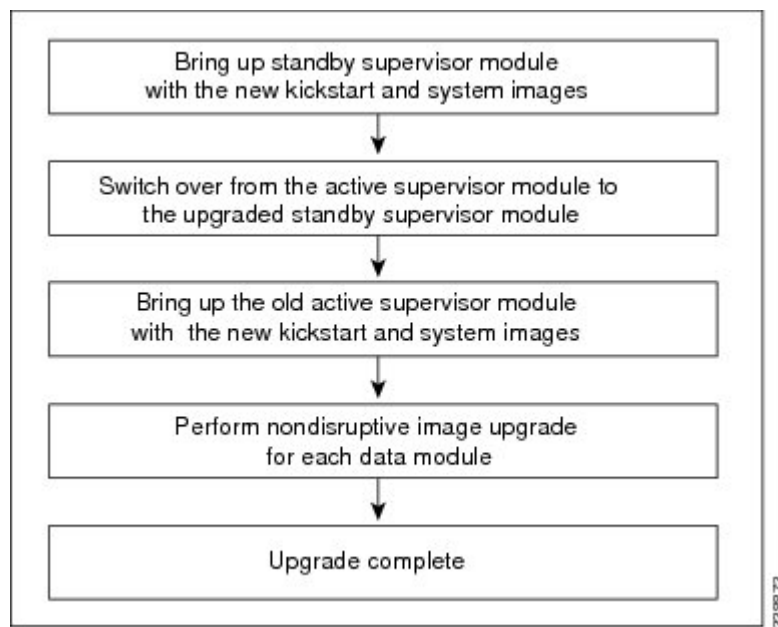 Bring up standby supervisor module
with the new kickstart and system images
Switch over from the active supervisor module to
the upgraded standby supervisor module
Bring up the old active supervisor module
with the new kickstart and system images
Perform nondisruptive image upgrade
for each data module
Upgrade complete